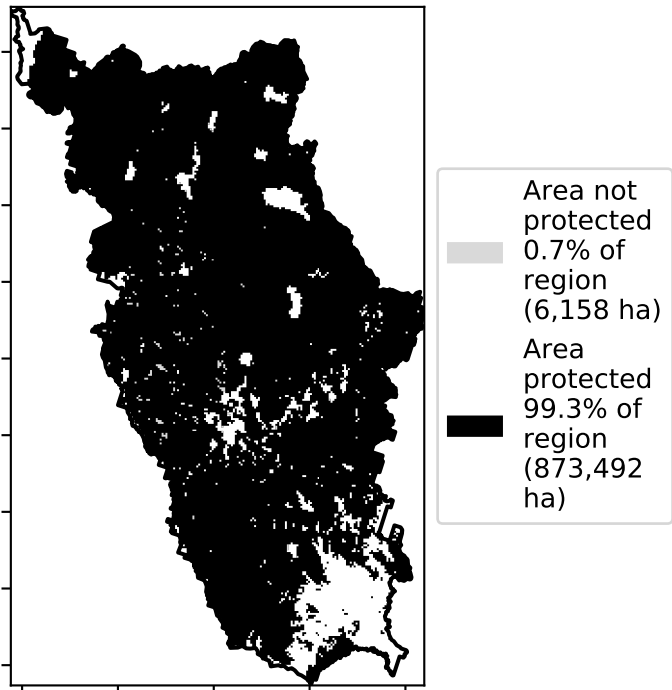 Area not
protected
0.7% of
region
(6,158 ha)
Area
protected
99.3% of
region
(873,492
ha)